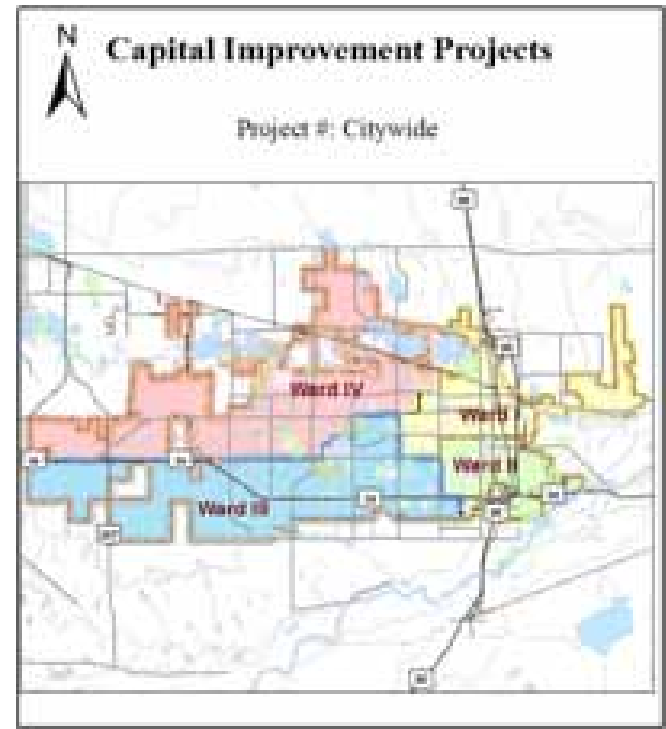 N
Capital Improvement Projects
Project #: Citywide
Ward IV
Ward I
Ward II
Ward III